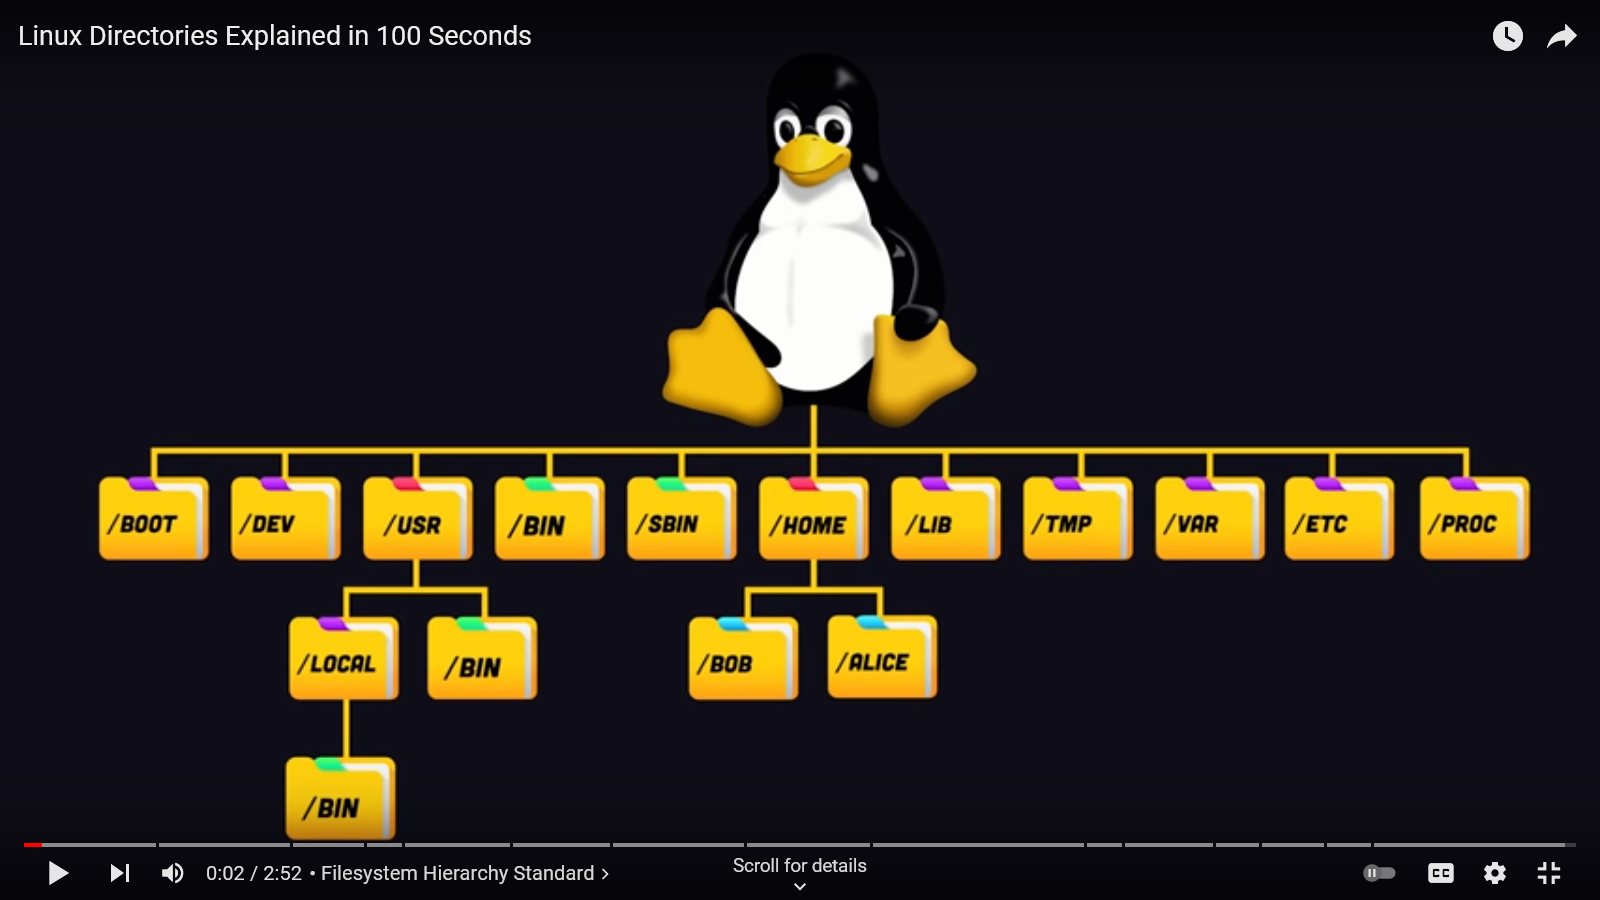 Linux Directories Explained in 100 Seconds
/BOOT /DEV /USR /BIN /SBIN /HOME /LIB /TMP /VAR /ETC /PROC
/LOCAL /BIN /BOB /ALICE
/BIN
0:02 / 2:52 • Filesystem Hierarchy Standard
Scroll for details
CC